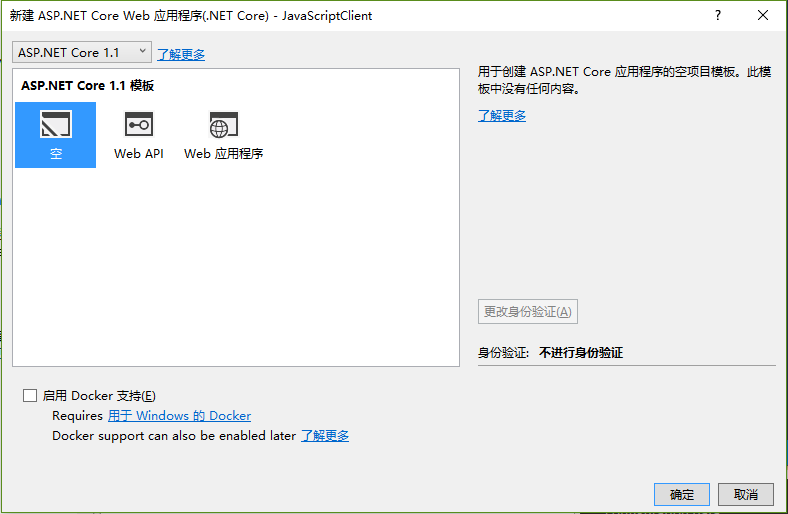 新建 ASP.NET Core Web 应用程序(.NET Core) - JavaScriptClient
ASP.NET Core 1.1 了解更多
ASP.NET Core 1.1 模板
空 Web API Web 应用程序
用于创建 ASP.NET Core 应用程序的空项目模板。此模
板中没有任何内容。
了解更多
更改身份验证(A)
身份验证: 不进行身份验证
启用 Docker 支持(E)
Requires 用于 Windows 的 Docker
Docker support can also be enabled later 了解更多
确定 取消